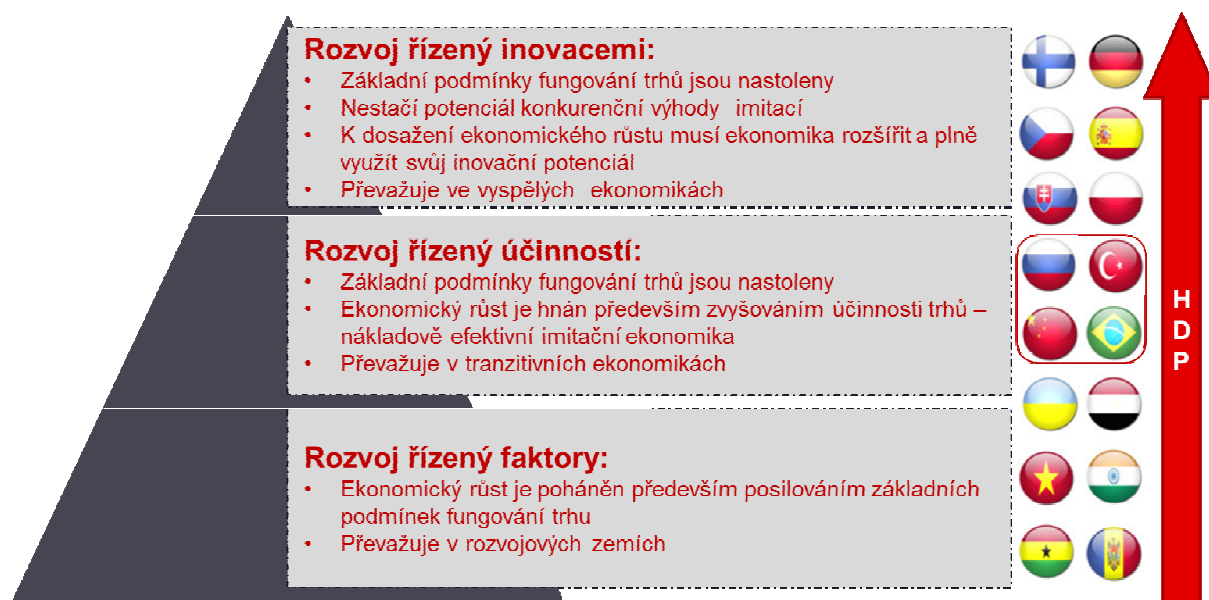 Rozvoj řízený inovacemi:
• Základní podmínky fungování trhů jsou nastoleny
• Nestačí potenciál konkurenční výhody imitací
• K dosažení ekonomického růstu musí ekonomika rozšířit a plně
využít svůj inovační potenciál
• Převažuje ve vyspělých ekonomikách
Rozvoj řízený účinností:
• Základní podmínky fungování trhů jsou nastoleny
• Ekonomický růst je hnán především zvyšováním účinnosti trhů –
nákladově efektivní imitační ekonomika
• Převažuje v tranzitivních ekonomikách
Rozvoj řízený faktory:
• Ekonomický růst je poháněn především posilováním základních
podmínek fungování trhu
• Převažuje v rozvojových zemích
H
D
P